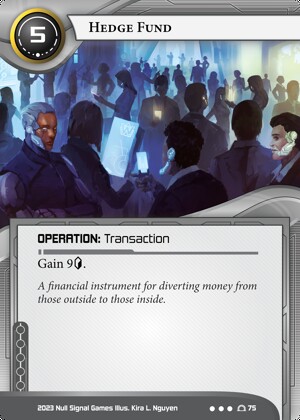 5
Hedge Fund
OPERATION: Transaction
Gain 9.
A financial instrument for diverting money from
those outside to those inside.
2023 Null Signal Games Illus. Kira L. Nguyen
75